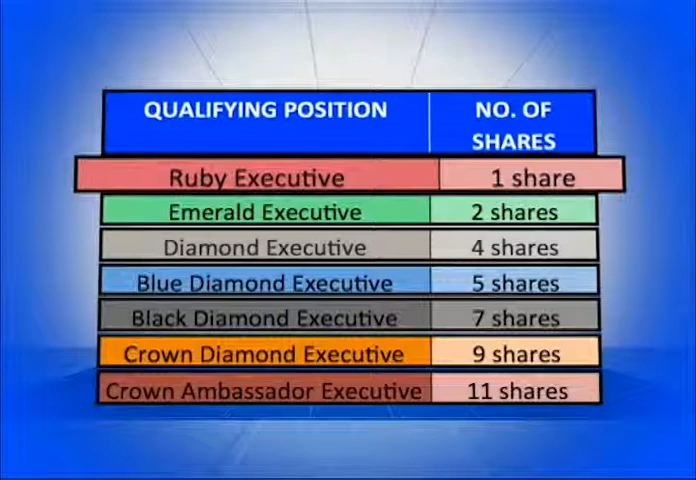 QUALIFYING POSITION NO. OF
SHARES
Ruby Executive 1 share
Emerald Executive 2 shares
Diamond Executive 4 shares
Blue Diamond Executive 5 shares
Black Diamond Executive 7 shares
Crown Diamond Executive 9 shares
Crown Ambassador Executive 11 shares